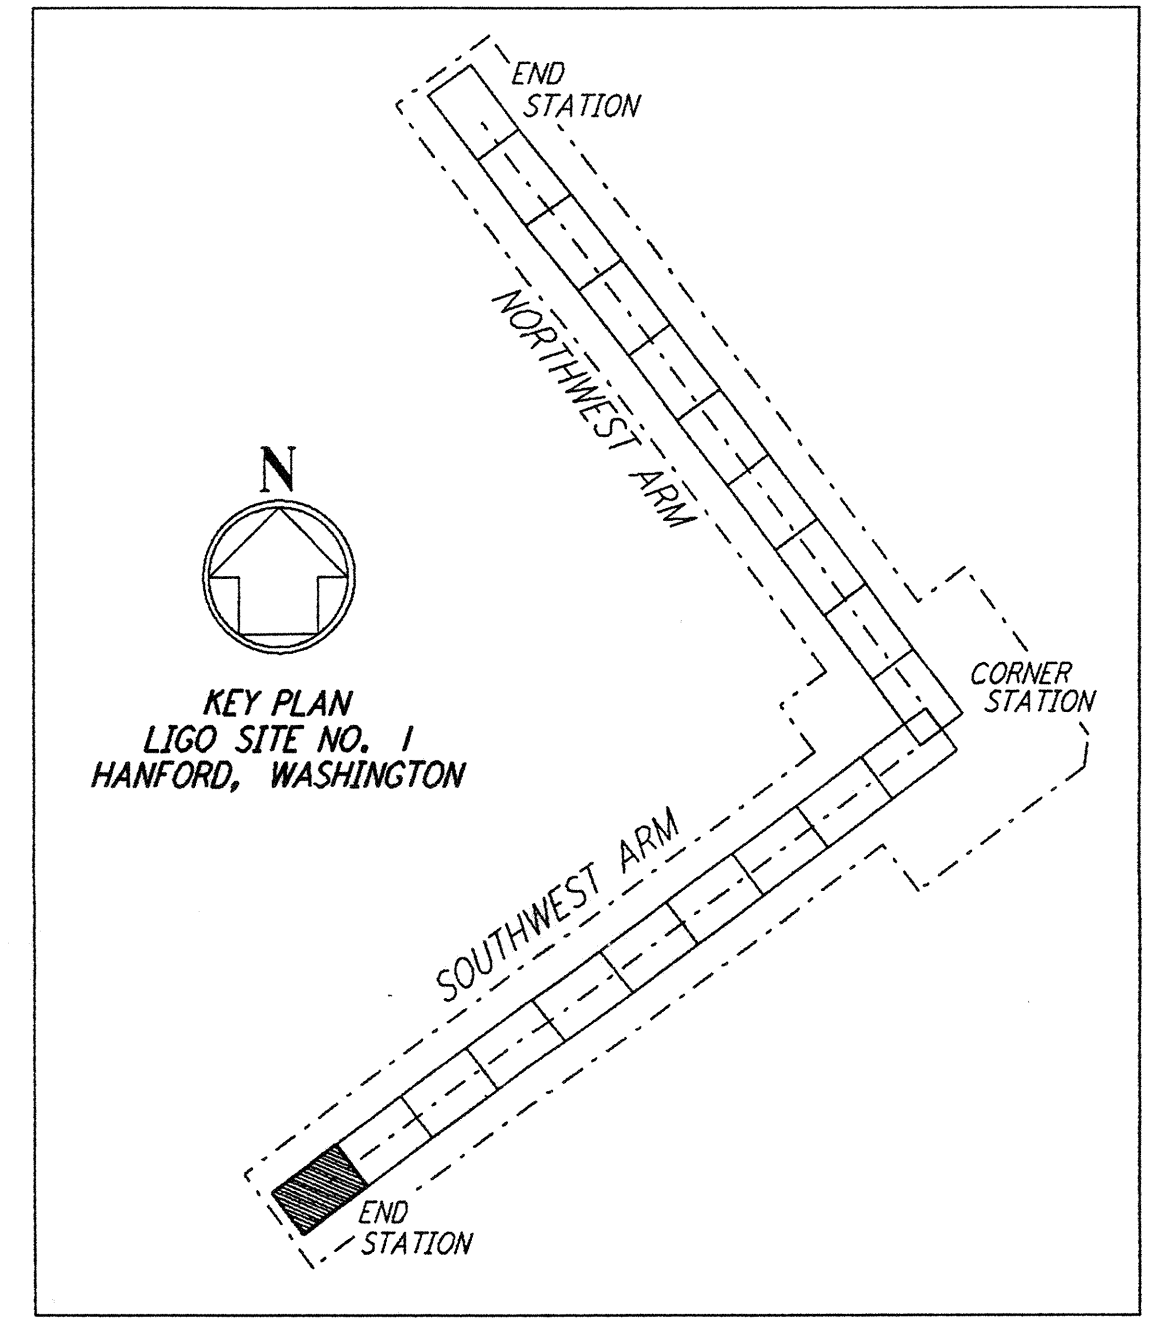 END
STATION
NORTHWEST ARM
N
CORNER
STATION
KEY PLAN
LIGO SITE NO. 1
HANFORD, WASHINGTON
SOUTHWEST ARM
END
STATION